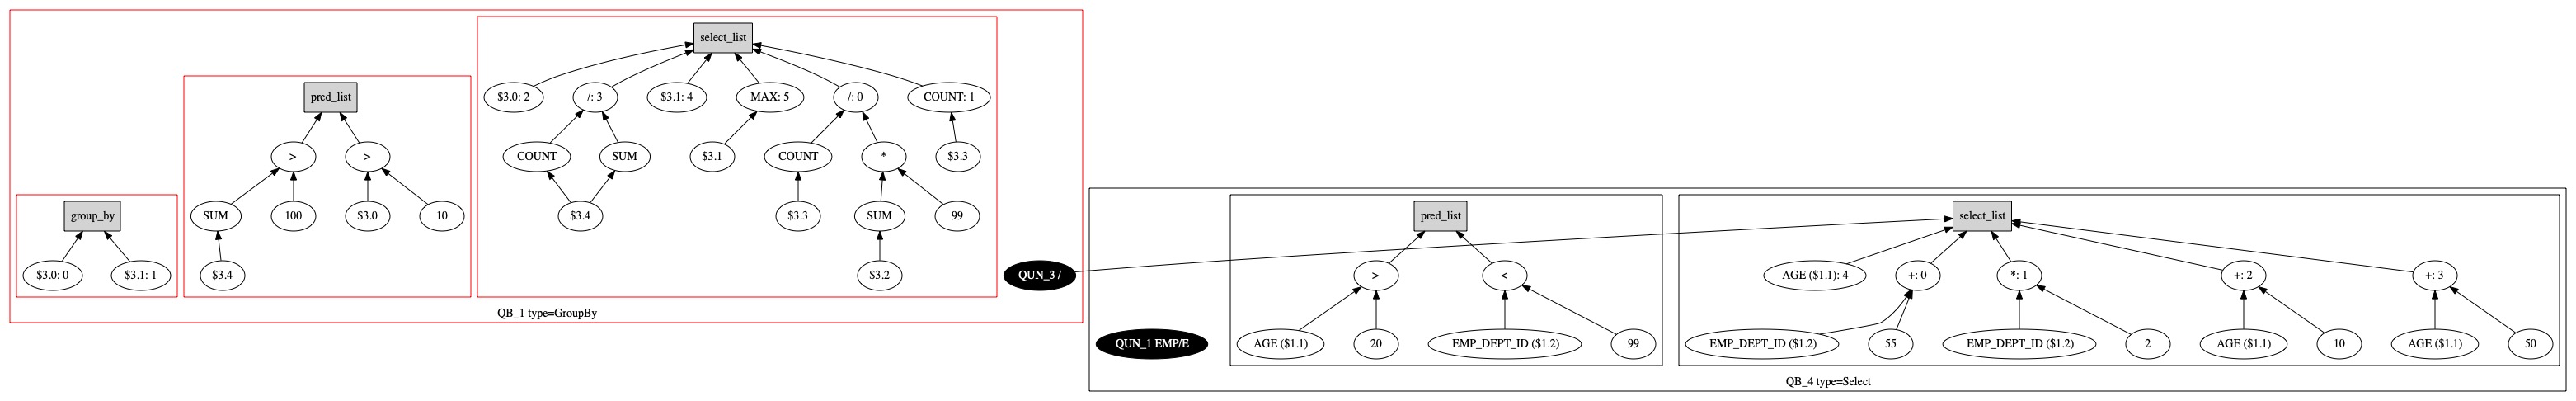 select_list
$3.0: 2
/: 3
$3.1: 4
MAX: 5
/: 0
COUNT: 1
pred_list
>
>
COUNT
SUM
$3.1
COUNT
*
$3.3
group_by
SUM
100
$3.0
10
$3.4
$3.3
SUM
99
$3.0: 0
$3.1: 1
$3.4
$3.2
QUN_3 /
QB_1 type=GroupBy
pred_list
select_list
>
<
AGE ($1.1): 4
+: 0
*: 1
+: 2
+: 3
QUN_1 EMP/E
AGE ($1.1)
20
EMP_DEPT_ID ($1.2)
99
EMP_DEPT_ID ($1.2)
55
EMP_DEPT_ID ($1.2)
2
AGE ($1.1)
10
AGE ($1.1)
50
QB_4 type=Select